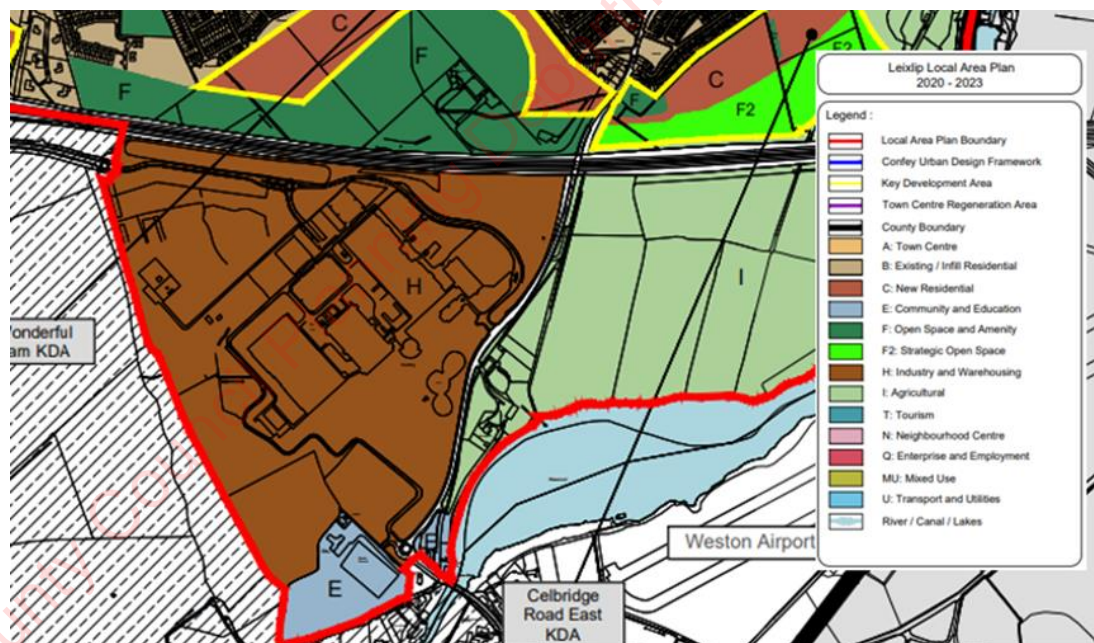 C
F
F
C
F2
F
F2
Leixlip Local Area Plan
2020 - 2023
Legend :
Local Area Plan Boundary
Confey Urban Design Framework
Key Development Area
Town Centre Regeneration Area
County Boundary
A: Town Centre
B: Existing / Infill Residential
C: New Residential
E: Community and Education
F: Open Space and Amenity
F2: Strategic Open Space
H: Industry and Warehousing
I: Agricultural
T: Tourism
N: Neighbourhood Centre
Q: Enterprise and Employment
MU: Mixed Use
U: Transport and Utilities
River / Canal / Lakes
H
I
onderful
am KDA
E
E
Weston Airport
Celbridge
Road East
KDA